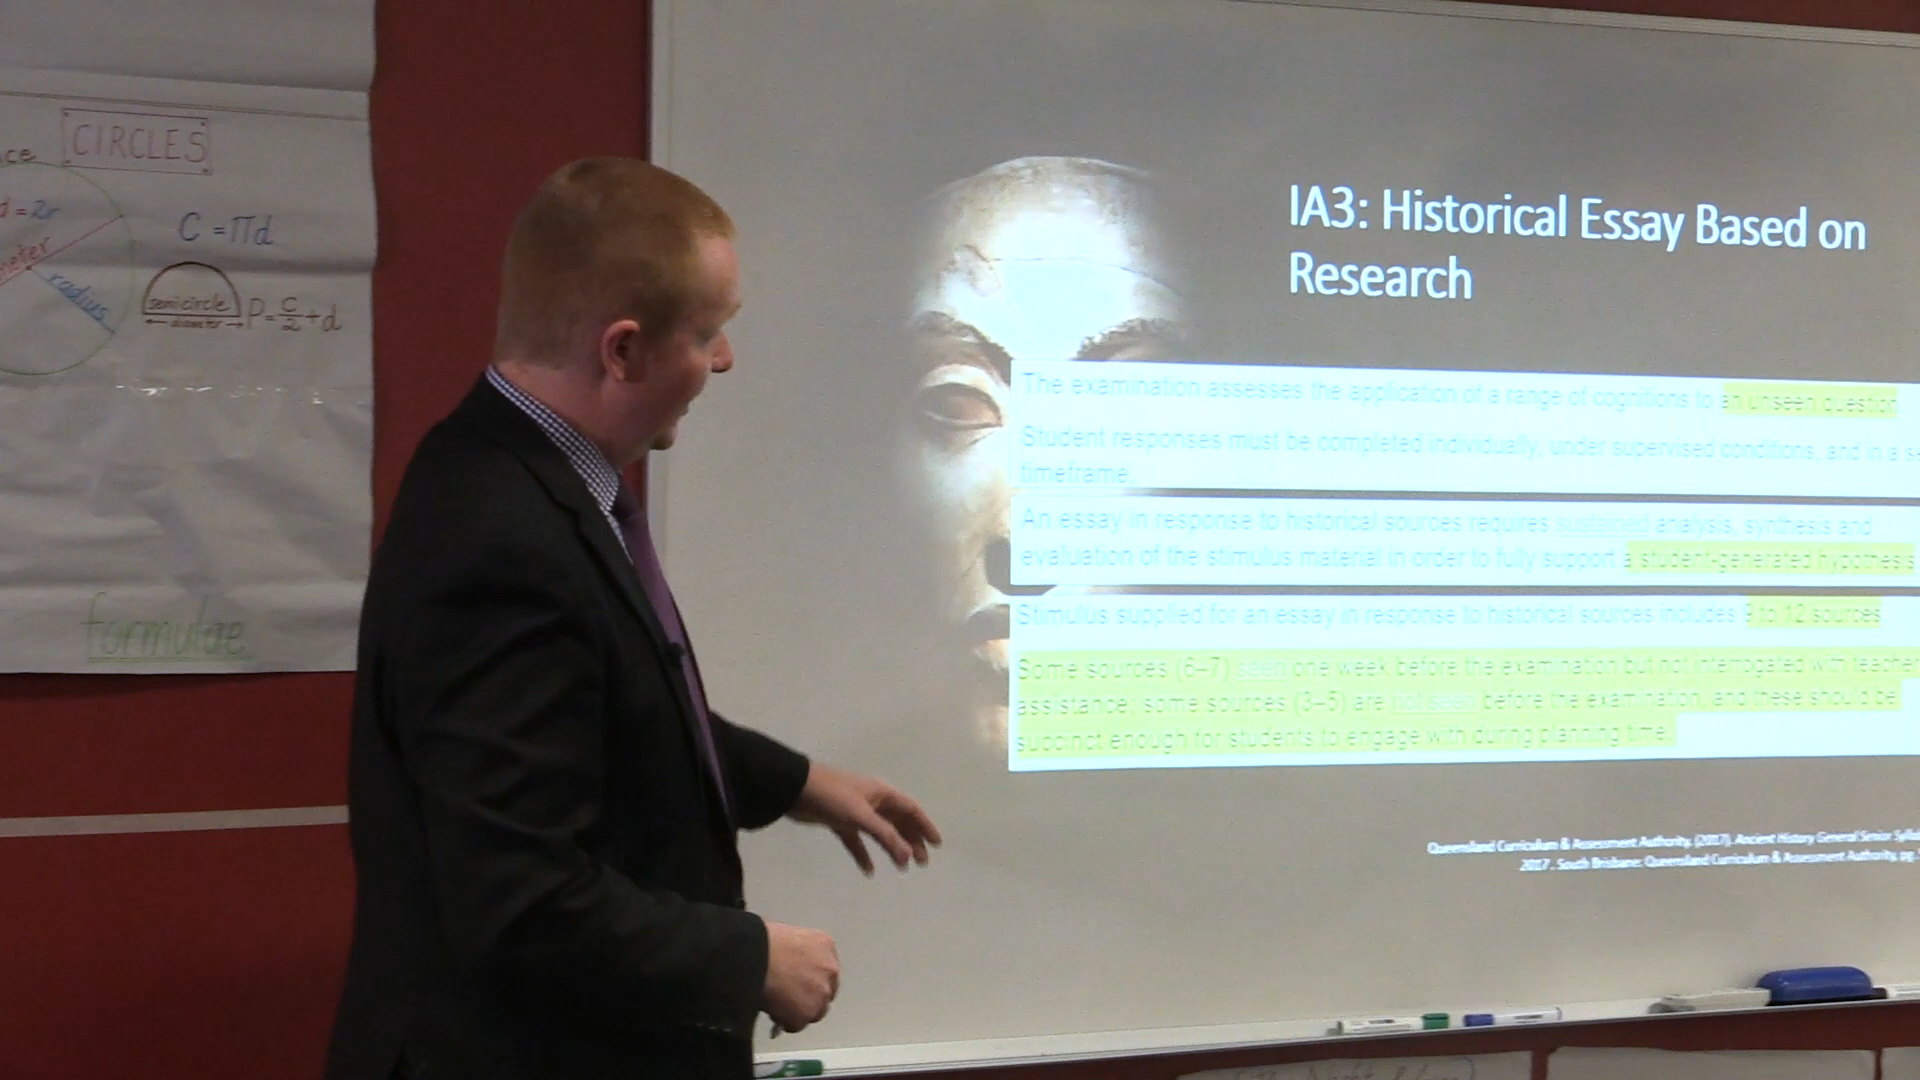 CIRCLES
ce
d = 2r
C = πd
radius
semicircle
diameter
P = C/2 + d
formulae
IA3: Historical Essay Based on
Research
The examination assesses the application of a range of cognitions to an unseen question.
Student responses must be completed individually, under supervised conditions, and in a
timeframe.
An essay in response to historical sources requires sustained analysis, synthesis and
evaluation of the stimulus material in order to fully support a student-generated hypothesis
Stimulus supplied for an essay in response to historical sources includes 9 to 12 sources.
Some sources (6–7) seen one week before the examination but not interrogated with teacher
assistance; some sources (3–5) are not seen before the examination, and these should be
succinct enough for students to engage with during planning time.
Queensland Curriculum & Assessment Authority. (2017). Ancient History General Senior
2017. South Brisbane: Queensland Curriculum & Assessment Authority, pg.